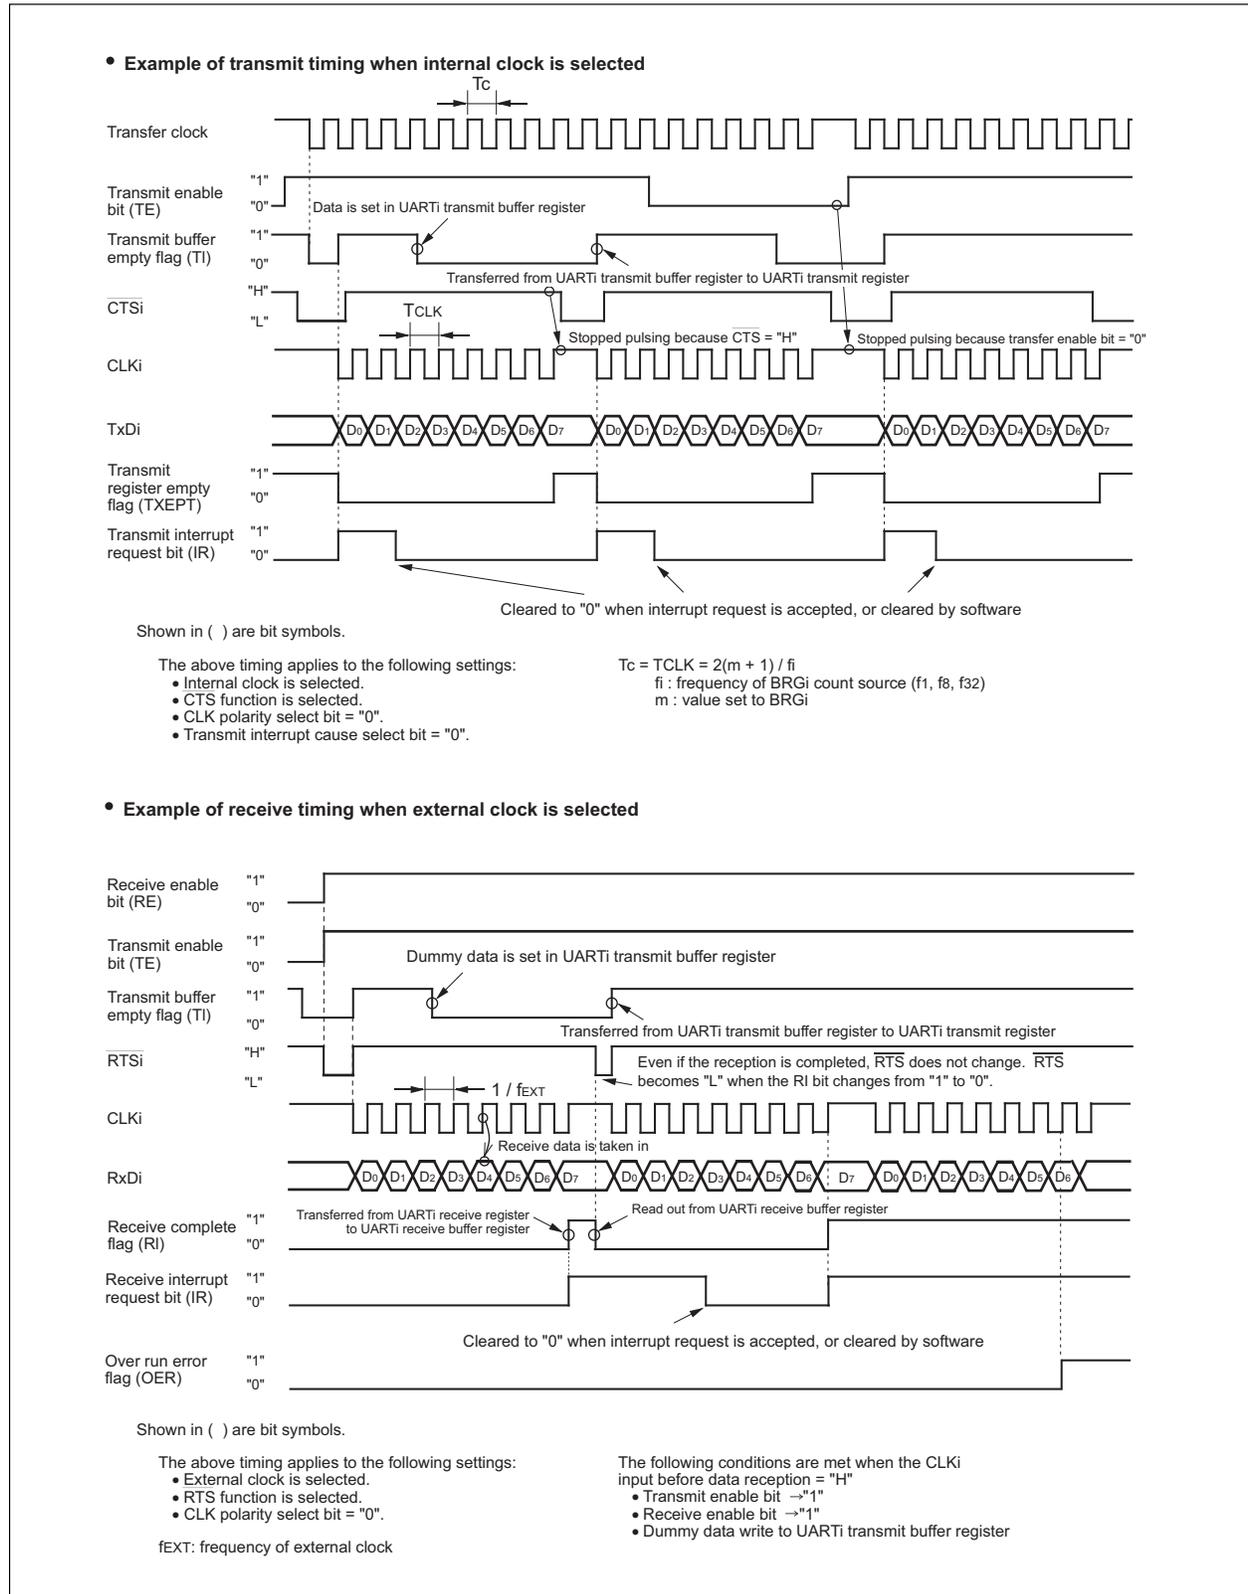 • Example of transmit timing when internal clock is selected
Tc
Transfer clock
Transmit enable
bit (TE)
"1"
"0"
Data is set in UARTi transmit buffer register
Transmit buffer
empty flag (TI)
"1"
"0"
Transferred from UARTi transmit buffer register to UARTi transmit register
CTSi
"H"
"L"
TCLK
Stopped pulsing because CTS = "H"
Stopped pulsing because transfer enable bit = "0"
CLKi
TxDi
D0 D1 D2 D3 D4 D5 D6 D7 D0 D1 D2 D3 D4 D5 D6 D7 D0 D1 D2 D3 D4 D5 D6 D7
Transmit
register empty
flag (TXEPT)
"1"
"0"
Transmit interrupt
request bit (IR)
"1"
"0"
Cleared to "0" when interrupt request is accepted, or cleared by software
Shown in ( ) are bit symbols.
The above timing applies to the following settings:
• Internal clock is selected.
• CTS function is selected.
• CLK polarity select bit = "0".
• Transmit interrupt cause select bit = "0".
Tc = TCLK = 2(m + 1) / fi
fi : frequency of BRGi count source (f1, f8, f32)
m : value set to BRGi
• Example of receive timing when external clock is selected
Receive enable
bit (RE)
"1"
"0"
Transmit enable
bit (TE)
"1"
"0"
Dummy data is set in UARTi transmit buffer register
Transmit buffer
empty flag (TI)
"1"
"0"
Transferred from UARTi transmit buffer register to UARTi transmit register
RTSi
"H"
"L"
Even if the reception is completed, RTS does not change. RTS
becomes "L" when the RI bit changes from "1" to "0".
1 / fEXT
CLKi
Receive data is taken in
RxDi
D0 D1 D2 D3 D4 D5 D6 D7 D0 D1 D2 D3 D4 D5 D6 D7 D0 D1 D2 D3 D4 D5 D6
Transferred from UARTi receive register
to UARTi receive buffer register
Read out from UARTi receive buffer register
Receive complete
flag (RI)
"1"
"0"
Receive interrupt
request bit (IR)
"1"
"0"
Cleared to "0" when interrupt request is accepted, or cleared by software
Over run error
flag (OER)
"1"
"0"
Shown in ( ) are bit symbols.
The above timing applies to the following settings:
• External clock is selected.
• RTS function is selected.
• CLK polarity select bit = "0".
fEXT: frequency of external clock
The following conditions are met when the CLKi
input before data reception = "H"
• Transmit enable bit →"1"
• Receive enable bit →"1"
• Dummy data write to UARTi transmit buffer register